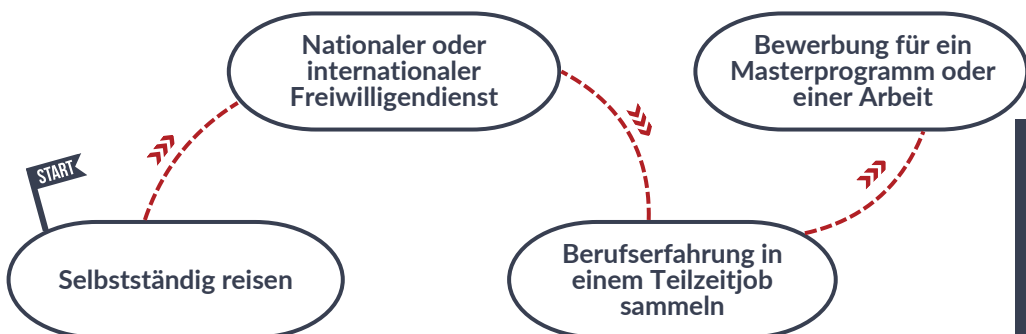 START
Selbstständig reisen
Nationaler oder
internationaler
Freiwilligendienst
Berufserfahrung in
einem Teilzeitjob
sammeln
Bewerbung für ein
Masterprogramm oder
einer Arbeit